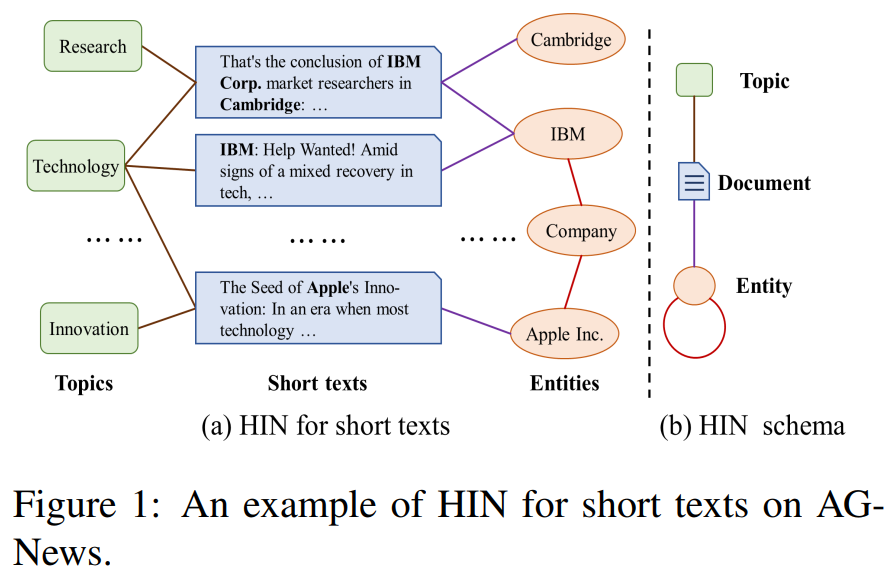 Research
Technology
Innovation
Topics
That's the conclusion of IBM
Corp. market researchers in
Cambridge: …
IBM: Help Wanted! Amid
signs of a mixed recovery in
tech, …
The Seed of Apple's Inno-
vation: In an era when most
technology …
Short texts
Cambridge
IBM
Company
Apple Inc.
Entities
… …
… …
… …
(a) HIN for short texts
Topic
Document
Entity
(b) HIN schema
Figure 1: An example of HIN for short texts on AG-
News.